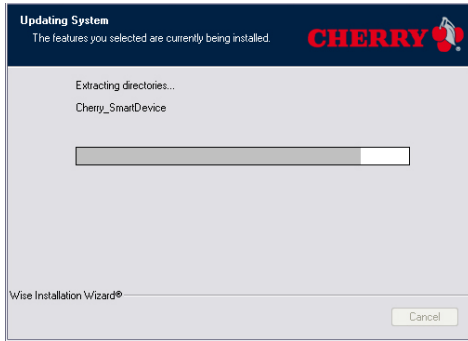 Updating System
The features you selected are currently being installed.
CHERRY
Extracting directories...
Cherry_SmartDevice
Wise Installation Wizard®
Cancel